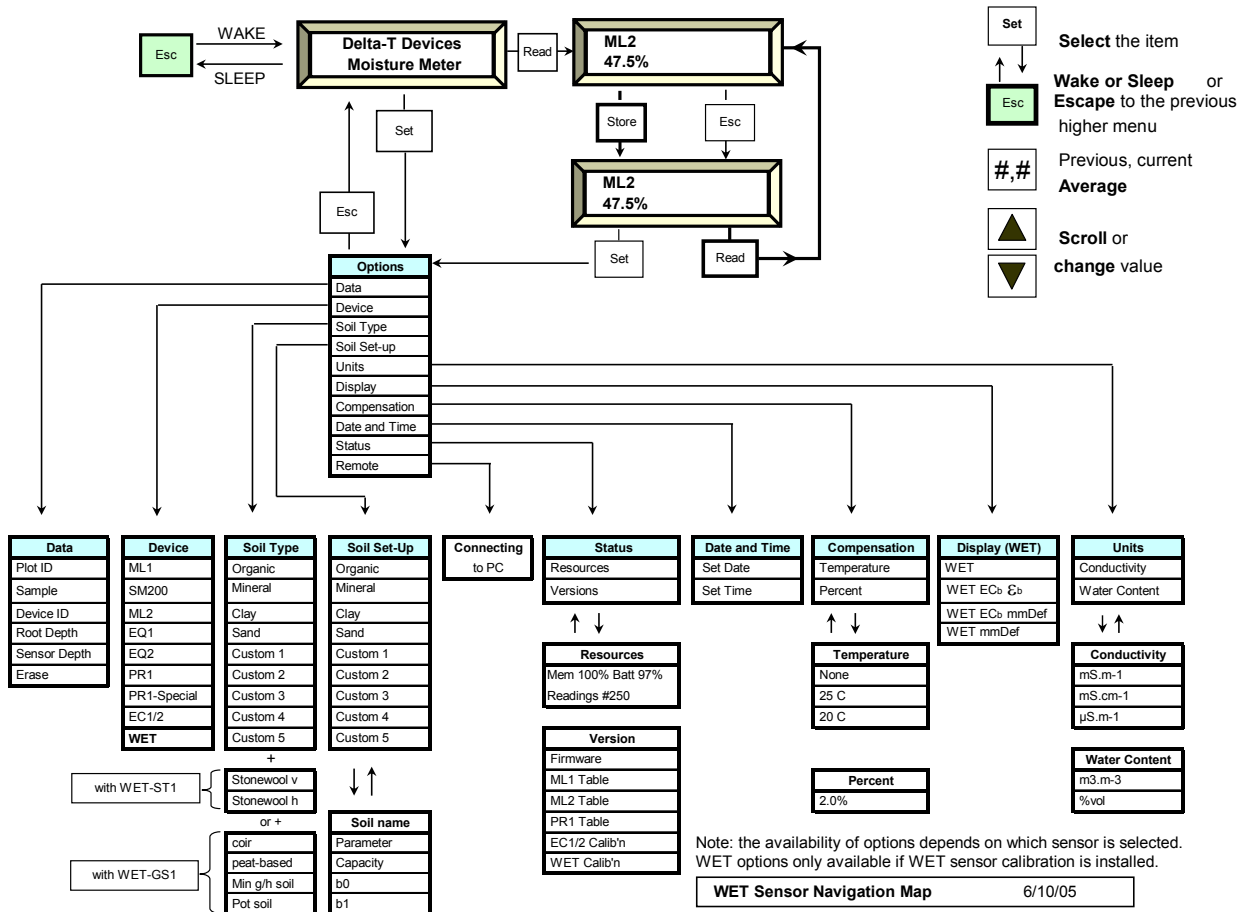 Esc
WAKE
SLEEP
Delta-T Devices
Moisture Meter
Read
ML2
47.5%
Set
Store
Esc
ML2
47.5%
Esc
Set
Read
Set
Select the item
Esc
Wake or Sleep or
Escape to the previous
higher menu
#,#
Previous, current
Average
Scroll or
change value
Options
Data
Device
Soil Type
Soil Set-up
Units
Display
Compensation
Date and Time
Status
Remote
Data
Plot ID
Sample
Device ID
Root Depth
Sensor Depth
Erase
Device
ML1
SM200
ML2
EQ1
EQ2
PR1
PR1-Special
EC1/2
WET
Soil Type
Organic
Mineral
Clay
Sand
Custom 1
Custom 2
Custom 3
Custom 4
Custom 5
+
with WET-ST1
Stonewool v
Stonewool h
or +
with WET-GS1
coir
peat-based
Min g/h soil
Pot soil
Soil Set-Up
Organic
Mineral
Clay
Sand
Custom 1
Custom 2
Custom 3
Custom 4
Custom 5
Soil name
Parameter
Capacity
b0
b1
Connecting
to PC
Status
Resources
Versions
Resources
Mem 100% Batt 97%
Readings #250
Version
Firmware
ML1 Table
ML2 Table
PR1 Table
EC1/2 Calib'n
WET Calib'n
Date and Time
Set Date
Set Time
Compensation
Temperature
Percent
Temperature
None
25 C
20 C
Percent
2.0%
Display (WET)
WET
WET ECb Ɛb
WET ECb mmDef
WET mmDef
Units
Conductivity
Water Content
Conductivity
mS.m-1
mS.cm-1
µS.m-1
Water Content
m3.m-3
%vol
Note: the availability of options depends on which sensor is selected.
WET options only available if WET sensor calibration is installed.
WET Sensor Navigation Map 6/10/05